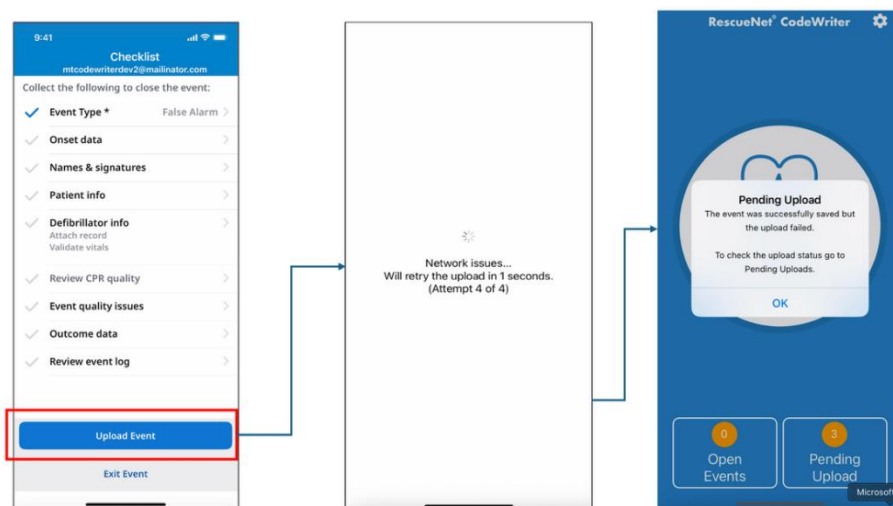 9:41
Checklist
mtcodewriterdev2@mailinator.com
Collect the following to close the event:
Event Type * False Alarm
Onset data
Names & signatures
Patient info
Defibrillator info
Attach record
Validate vitals
Review CPR quality
Event quality issues
Outcome data
Review event log
Upload Event
Exit Event
Network issues...
Will retry the upload in 1 seconds.
(Attempt 4 of 4)
RescueNet® CodeWriter
Pending Upload
The event was successfully saved but
the upload failed.
To check the upload status go to
Pending Uploads.
OK
0
Open
Events
3
Pending
Upload
Microsoft